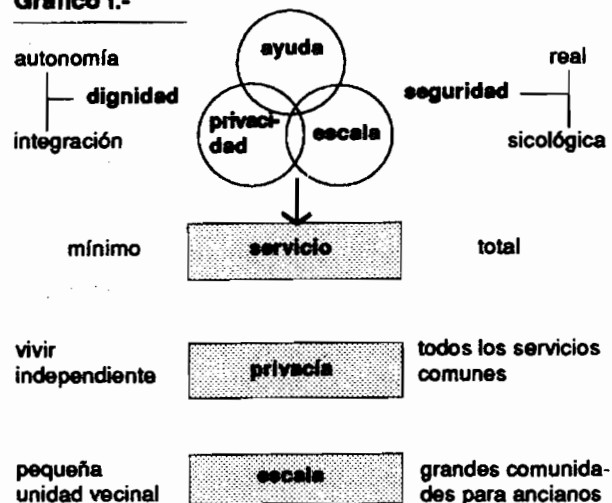 Gráfico 1.-
autonomía
dignidad
integración
ayuda
privaci-
dad
escala
real
seguridad
sicológica
mínimo
servicio
total
vivir
independiente
privacía
todos los servicios
comunes
pequeña
unidad vecinal
escala
grandes comunida-
des para ancianos